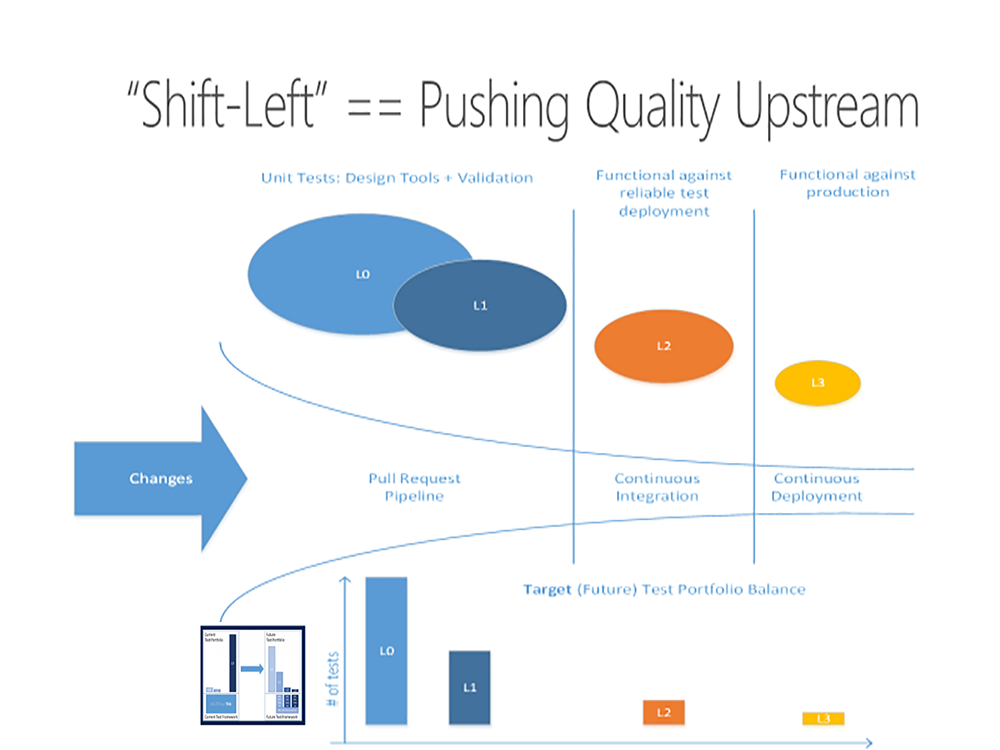 “Shift-Left” == Pushing Quality Upstream
Unit Tests: Design Tools + Validation
Functional against
reliable test
deployment
Functional against
production
L0
L1
L2
L3
Changes
Pull Request
Pipeline
Continuous
Integration
Continuous
Deployment
Target (Future) Test Portfolio Balance
# of tests
L0
L1
L2
L3
Current
Test Portfolio
Future
Test Portfolio
Current Test Framework
Future Test Framework